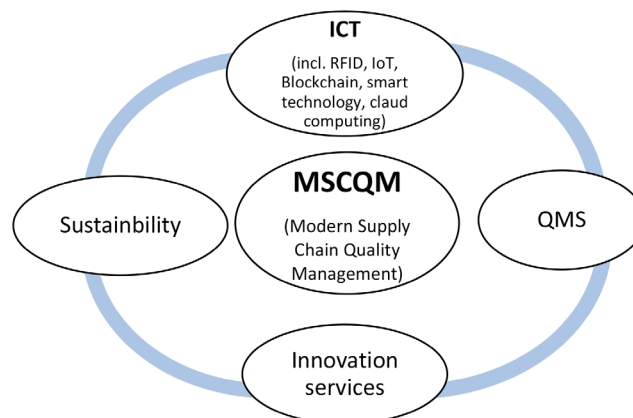 ICT
(incl. RFID, IoT,
Blockchain, smart
technology, claud
computing)
MSCQM
(Modern Supply
Chain Quality
Management)
Sustainbility
QMS
Innovation
services